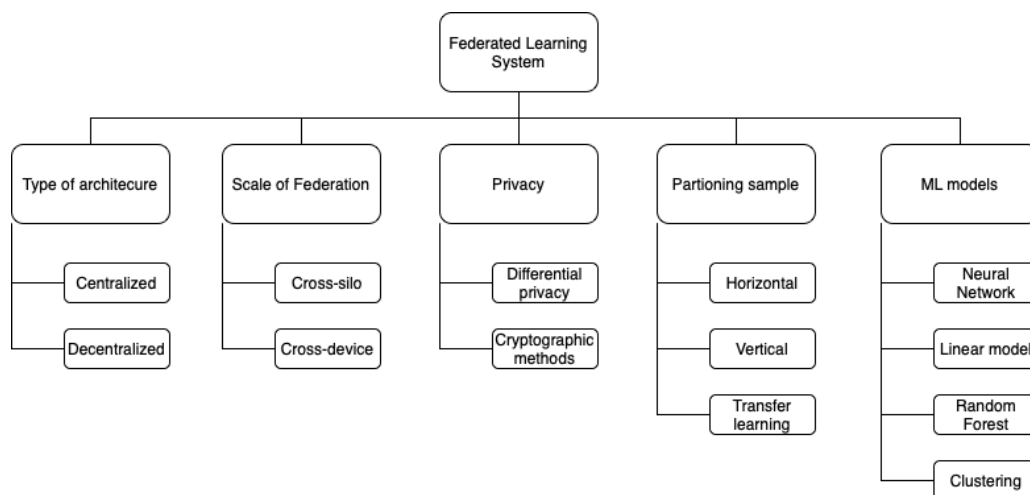 Federated Learning
System
Type of architecure
Scale of Federation
Privacy
Partioning sample
ML models
Centralized
Decentralized
Cross-silo
Cross-device
Differential
privacy
Cryptographic
methods
Horizontal
Vertical
Transfer
learning
Neural
Network
Linear model
Random
Forest
Clustering